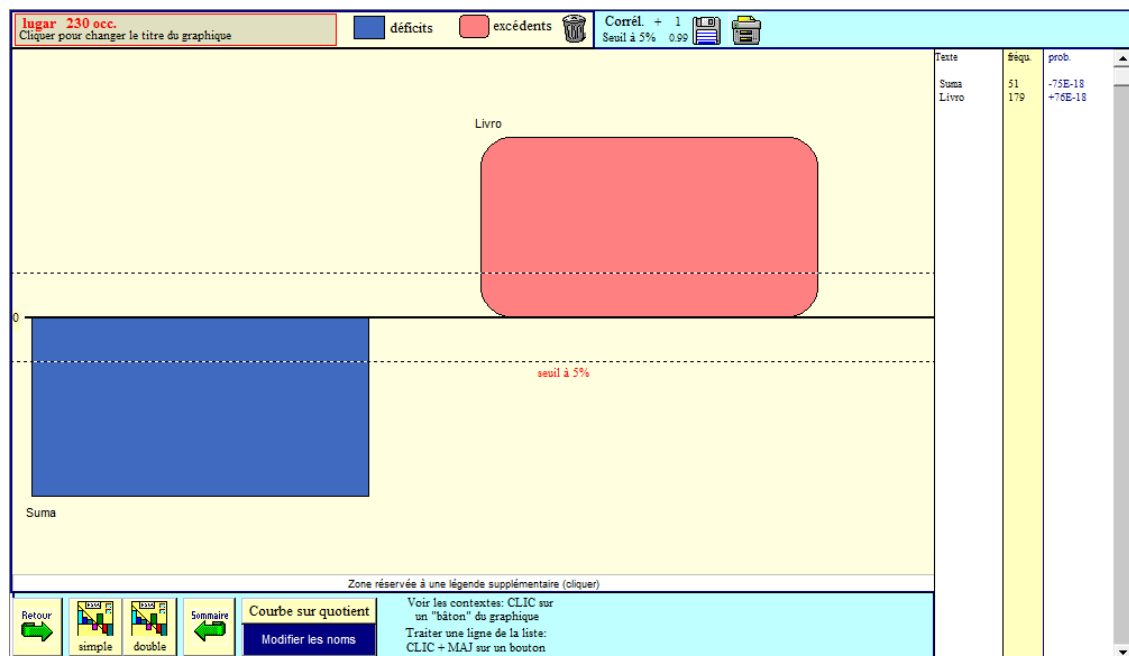 lugar 230 occ.
Cliquer pour changer le titre du graphique
déficits
excédents
Corrél. + 1
Seuil à 5% 0.99
Texte fréqu. prob.
Suma 51 -75E-18
Livro 179 +76E-18
Livro
0
seuil à 5%
Suma
Zone réservée à une légende supplémentaire (cliquer)
Retour
simple
double
Sommaire
Courbe sur quotient
Modifier les noms
Voir les contextes: CLIC sur
un "bâton" du graphique
Traiter une ligne de la liste:
CLIC + MAJ sur un bouton